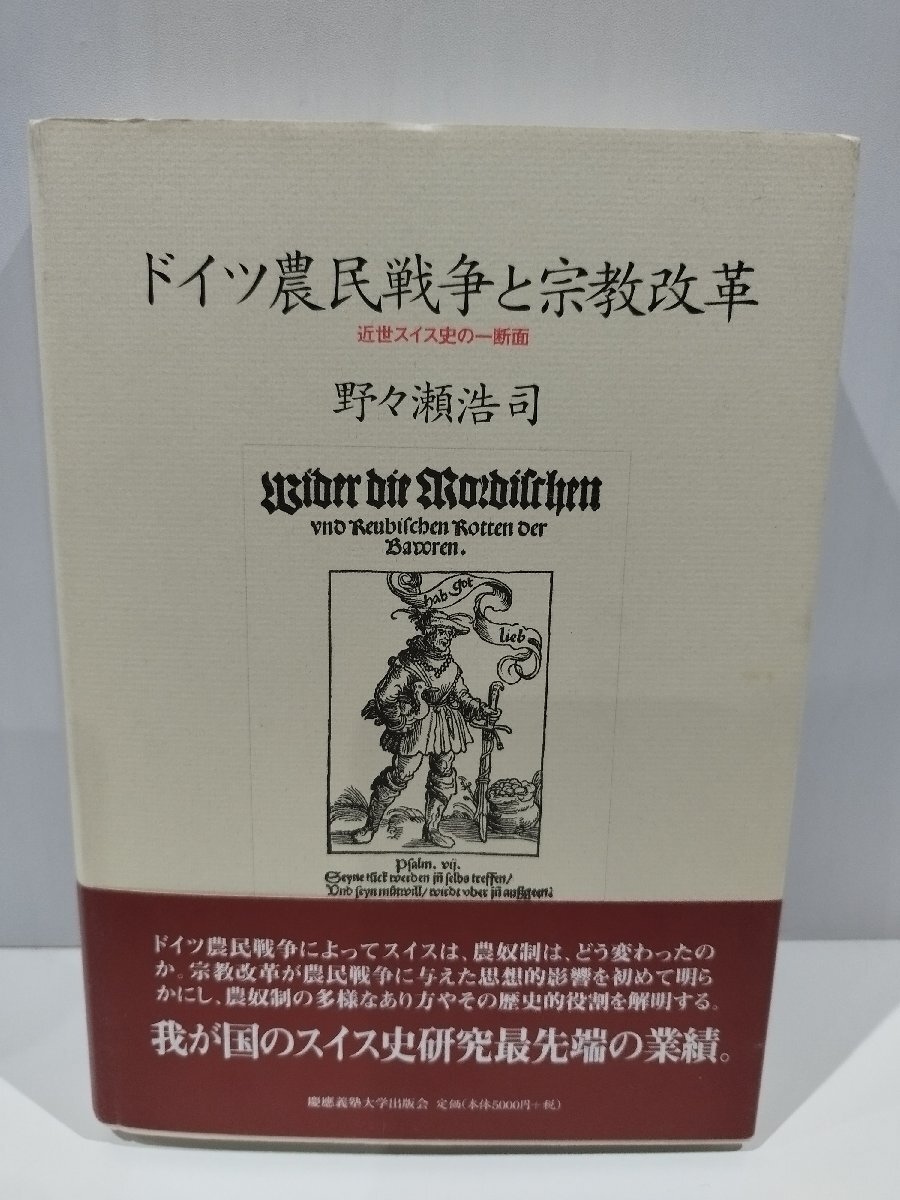 ドイツ農民戦争と宗教改革
近世スイス史の一断面
野々瀬浩司
Wider die Mordischen
vnd Reubischen Rotten der
Bawren.
hab got
lieb
Psalm. vij.
Seyne tück werden jn selbs treffen/
Vnd seyn mutwill/ wirdt vber jn außgeen:
ドイツ農民戦争によってスイスは、農奴制は、どう変わったの
か。宗教改革が農民戦争に与えた思想的影響を初めて明ら
かにし、農奴制の多様なあり方やその歴史的役割を解明する。
我が国のスイス史研究最先端の業績。
慶應義塾大学出版会 定価(本体5000円+税)